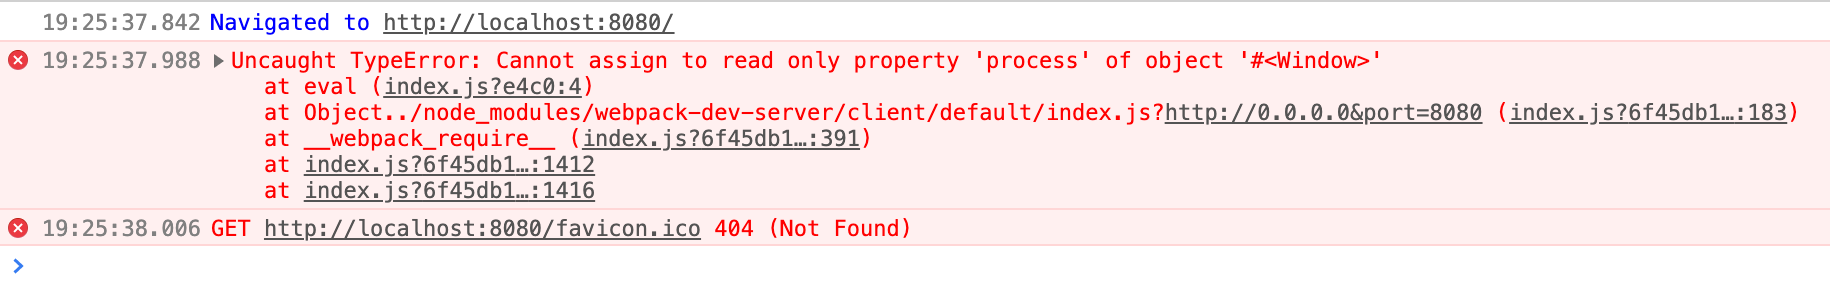 19:25:37.842 Navigated to http://localhost:8080/
19:25:37.988 ▶Uncaught TypeError: Cannot assign to read only property 'process' of object '#<Window>'
at eval (index.js?e4c0:4)
at Object../node_modules/webpack-dev-server/client/default/index.js?http://0.0.0.0&port=8080 (index.js?6f45db1…:183)
at __webpack_require__ (index.js?6f45db1…:391)
at index.js?6f45db1…:1412
at index.js?6f45db1…:1416
19:25:38.006 GET http://localhost:8080/favicon.ico 404 (Not Found)